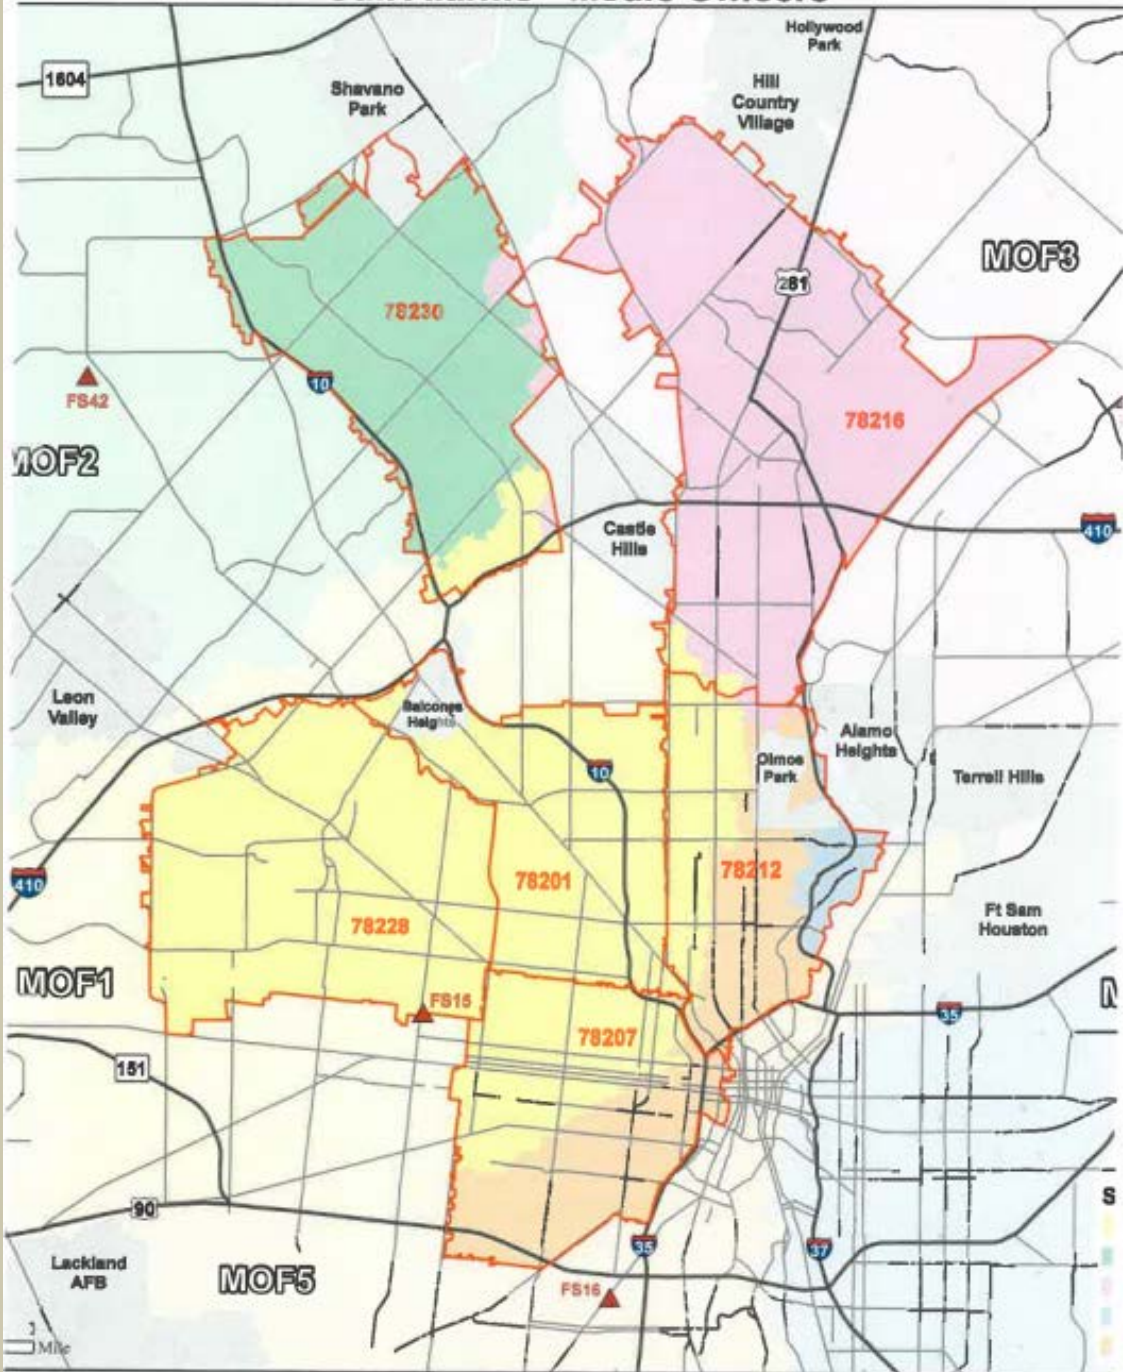 Hollywood
Park
1604
Shavano
Park
Hill
Country
Village
MOF3
281
78230
10
FS42
78216
MOF2
Castle
Hills
410
Leon
Valley
Balcones
Heights
Alamo
Heights
Olmos
Park
10
Terrell Hills
410
78201
78212
78228
Ft Sam
Houston
MOF1
FS15
35
78207
151
S
90
Lackland
AFB
MOF5
35
37
FS16
Mile